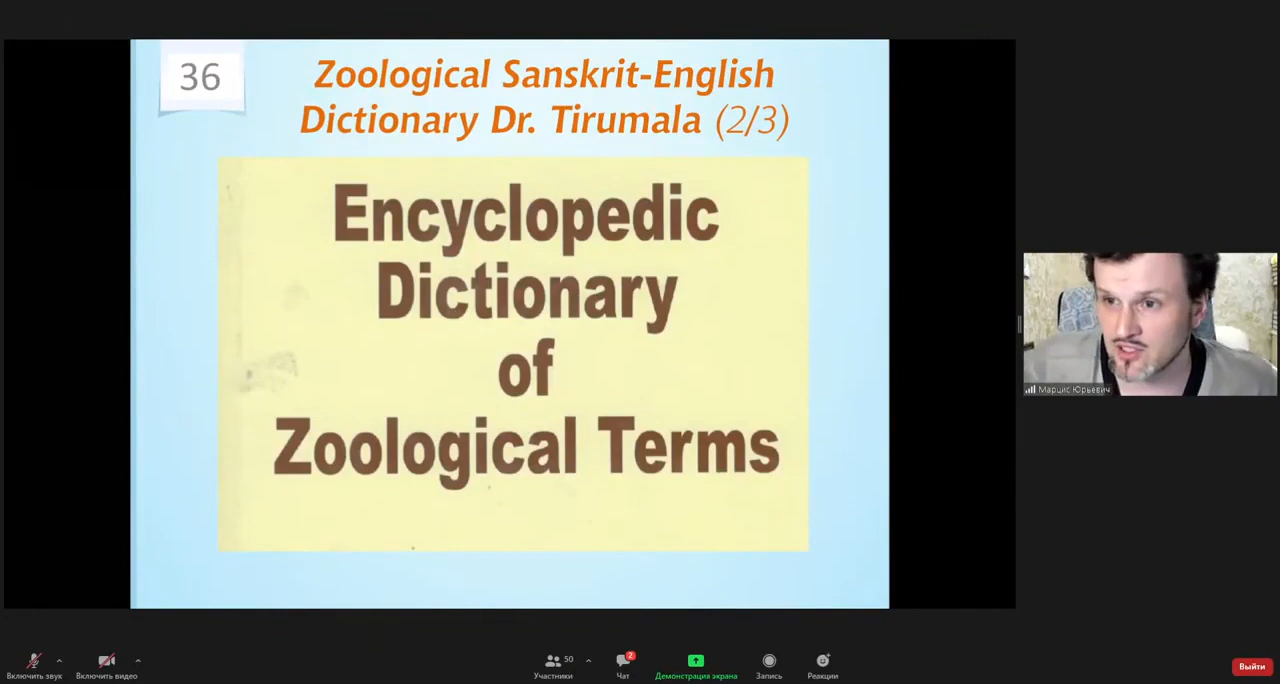 36
Zoological Sanskrit-English
Dictionary Dr. Tirumala (2/3)
Encyclopedic
Dictionary
of
Zoological Terms
Марцис Юрьевич
Включить звук
Включить видео
50
Участники
2
Чат
Демонстрация экрана
Запись
Реакции
Выйти